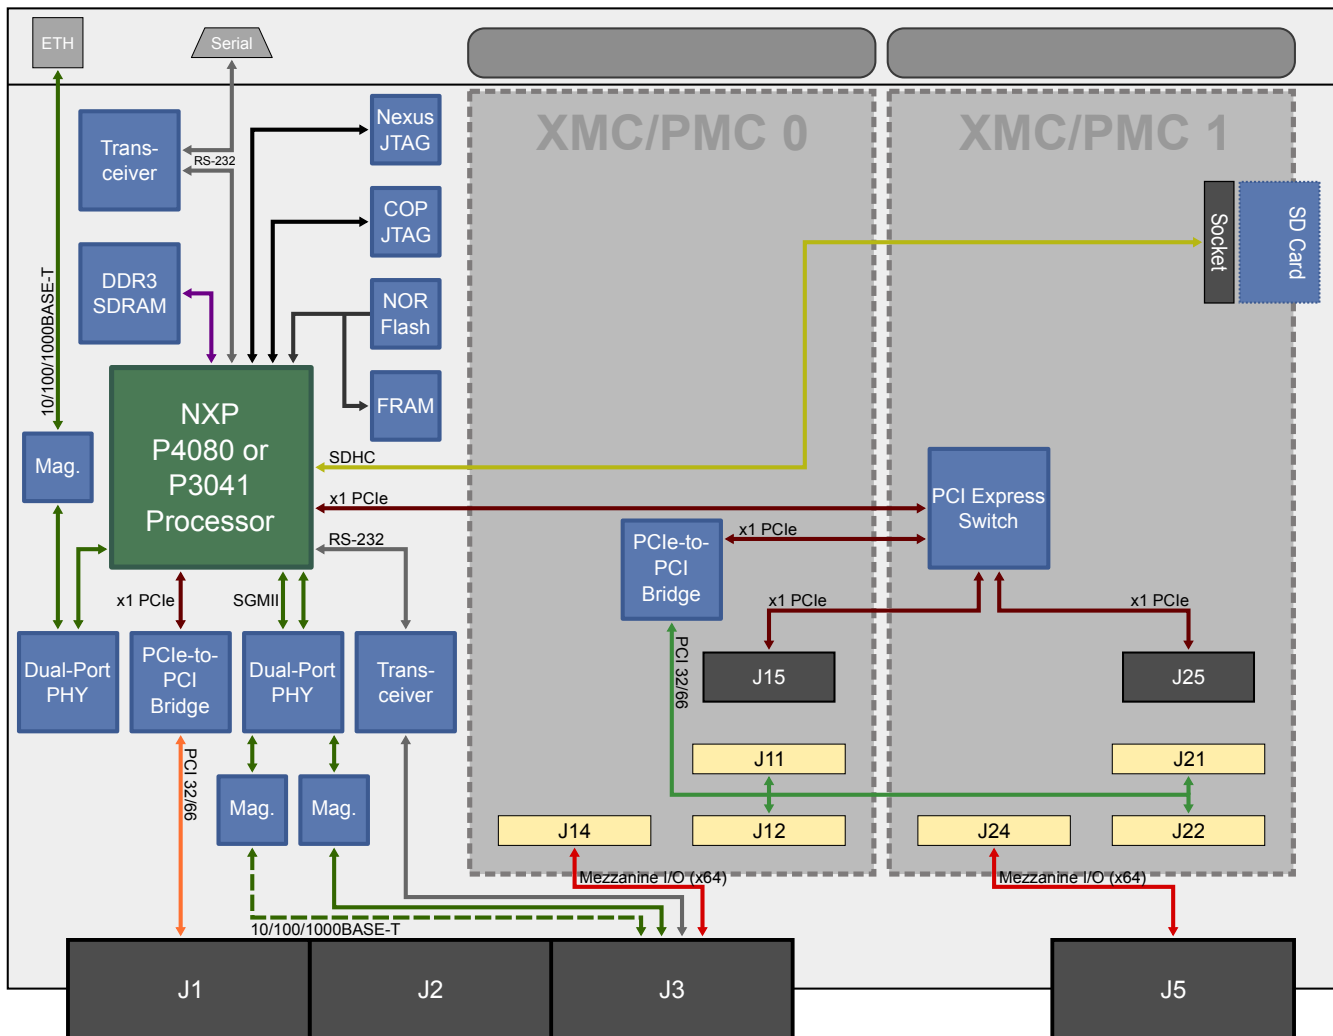 ETH
Serial
XMC/PMC 0
XMC/PMC 1
Nexus
JTAG
Trans-
ceiver
RS-232
COP
JTAG
Socket
SD Card
DDR3
SDRAM
NOR
Flash
10/100/1000BASE-T
FRAM
NXP
P4080 or
P3041
Processor
Mag.
SDHC
x1 PCIe
PCI Express
Switch
RS-232
x1 PCIe
PCIe-to-
PCI
Bridge
x1 PCIe
SGMII
x1 PCIe
x1 PCIe
Dual-Port
PHY
PCIe-to-
PCI
Bridge
Dual-Port
PHY
Trans-
ceiver
PCI 32/66
J15
J25
PCI 32/66
J11
J21
Mag.
Mag.
J14
J12
J24
J22
Mezzanine I/O (x64)
Mezzanine I/O (x64)
10/100/1000BASE-T
J1
J2
J3
J5